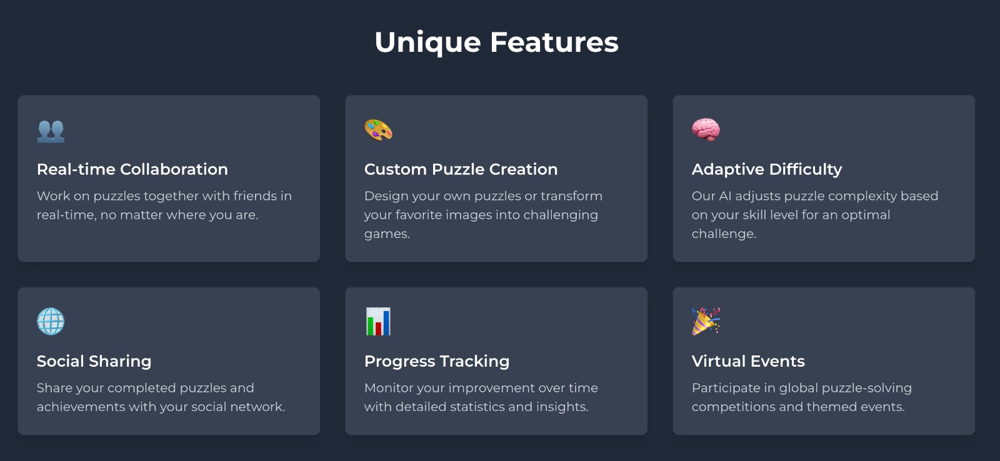 Unique Features
Real-time Collaboration
Work on puzzles together with friends in
real-time, no matter where you are.
Custom Puzzle Creation
Design your own puzzles or transform
your favorite images into challenging
games.
Adaptive Difficulty
Our AI adjusts puzzle complexity based
on your skill level for an optimal
challenge.
Social Sharing
Share your completed puzzles and
achievements with your social network.
Progress Tracking
Monitor your improvement over time
with detailed statistics and insights.
Virtual Events
Participate in global puzzle-solving
competitions and themed events.